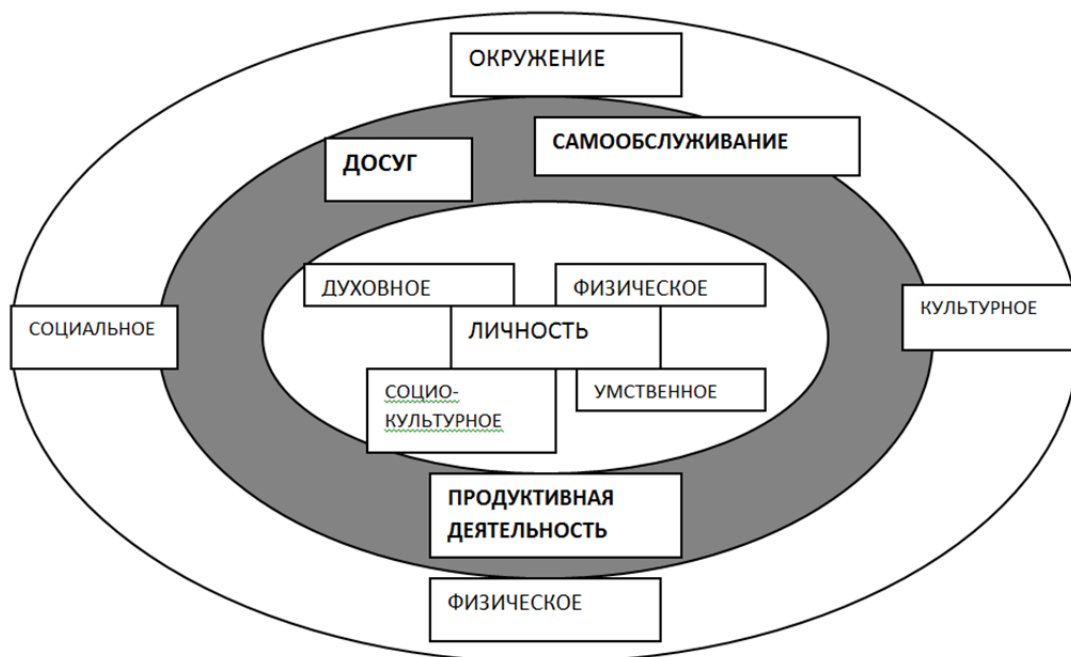 ОКРУЖЕНИЕ
САМООБСЛУЖИВАНИЕ
ДОСУГ
ДУХОВНОЕ
ФИЗИЧЕСКОЕ
ЛИЧНОСТЬ
СОЦИАЛЬНОЕ
КУЛЬТУРНОЕ
СОЦИО-
КУЛЬТУРНОЕ
УМСТВЕННОЕ
ПРОДУКТИВНАЯ
ДЕЯТЕЛЬНОСТЬ
ФИЗИЧЕСКОЕ